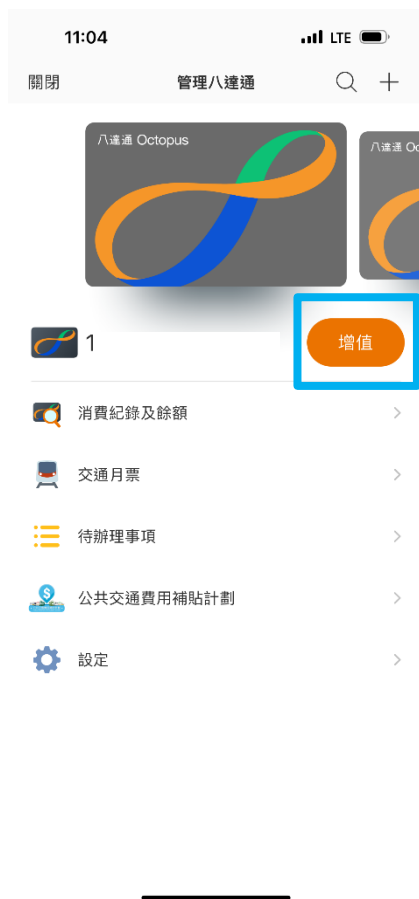 11:04 LTE
關閉 管理八達通
八達通 Octopus
八達通 Oc
1 增值
消費紀錄及餘額
交通月票
待辦理事項
公共交通費用補貼計劃
設定